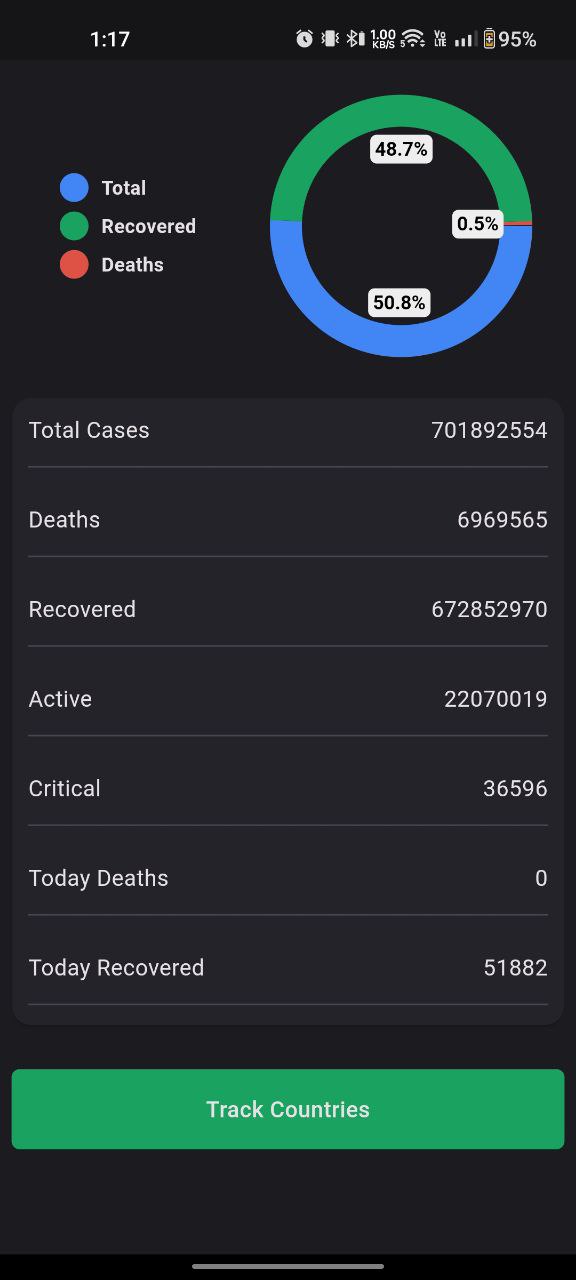 1:17
1.00
KB/S
5
Vo
LTE
95%
Total
Recovered
Deaths
48.7%
0.5%
50.8%
Total Cases 701892554
Deaths 6969565
Recovered 672852970
Active 22070019
Critical 36596
Today Deaths 0
Today Recovered 51882
Track Countries